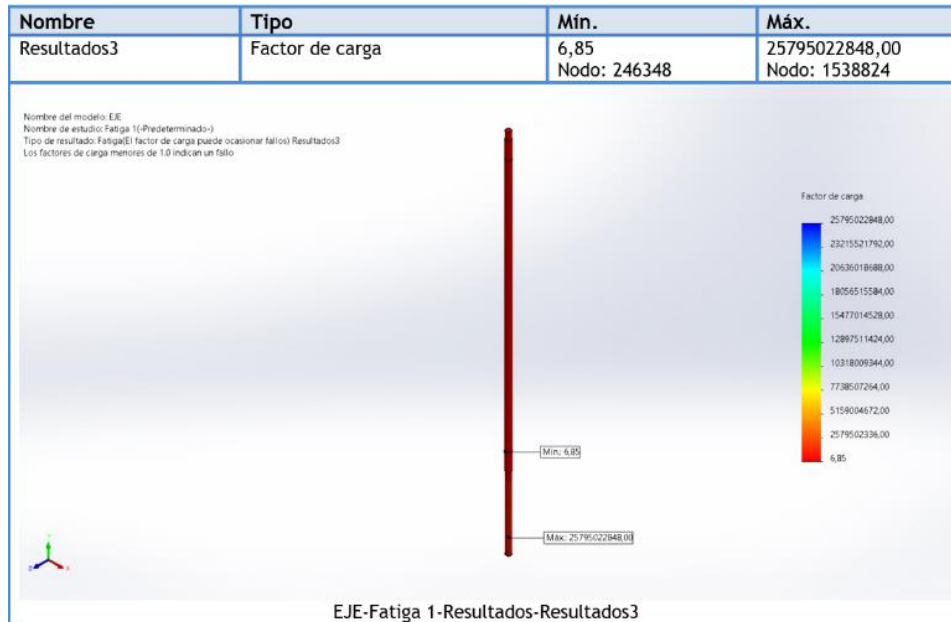 Nombre Tipo Mín. Máx.
Resultados3 Factor de carga 6,85 25795022848,00
Nodo: 246348 Nodo: 1538824
Nombre del modelo: EJE
Nombre de estudio: Fatiga 1(-Predeterminado-)
Tipo de resultado: Fatiga(El factor de carga puede ocasionar fallos) Resultados3
Los factores de carga menores de 1.0 indican un fallo
Factor de carga
25795022848,00
23215521792,00
20636018688,00
18056515584,00
15477014528,00
12897511424,00
10318009344,00
7738507264,00
5159004672,00
2579502336,00
6,85
Mín.: 6,85
Máx.: 25795022848,00
Y
Z
X
EJE-Fatiga 1-Resultados-Resultados3